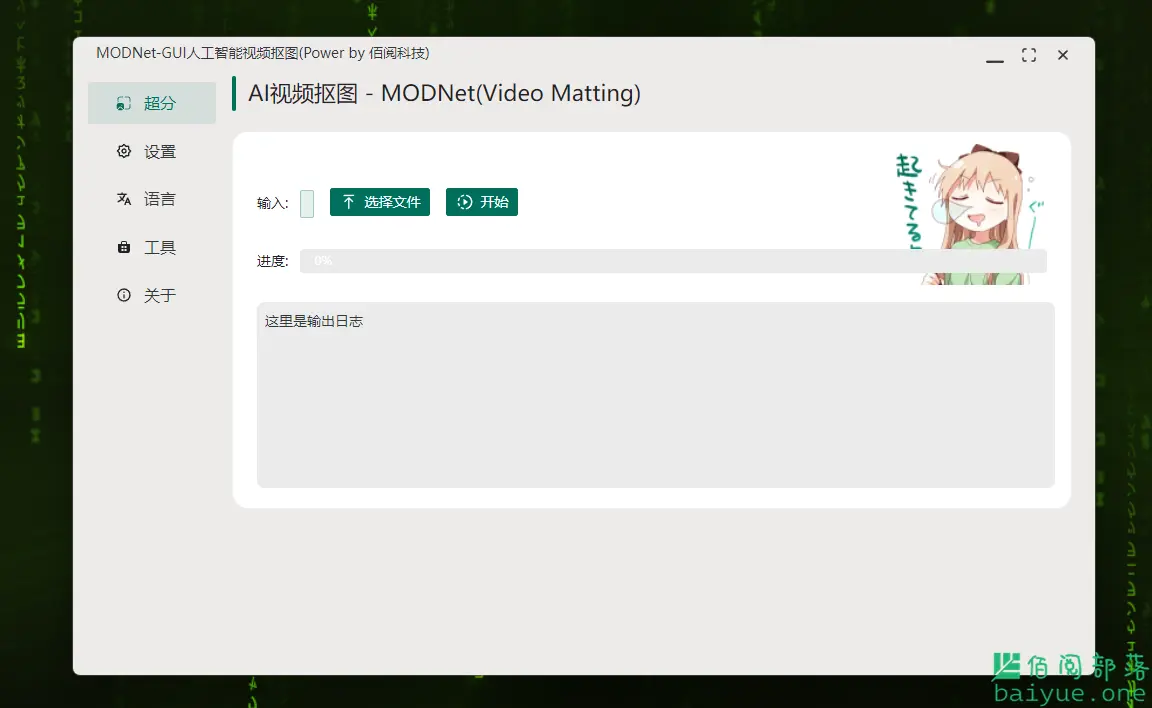 MODNet-GUI人工智能视频抠图(Power by 佰阅科技)
超分
设置
语言
工具
关于
AI视频抠图 - MODNet(Video Matting)
输入:
选择文件
开始
起きてる
進度:
0%
这里是输出日志
佰阅部落
baiyue.one